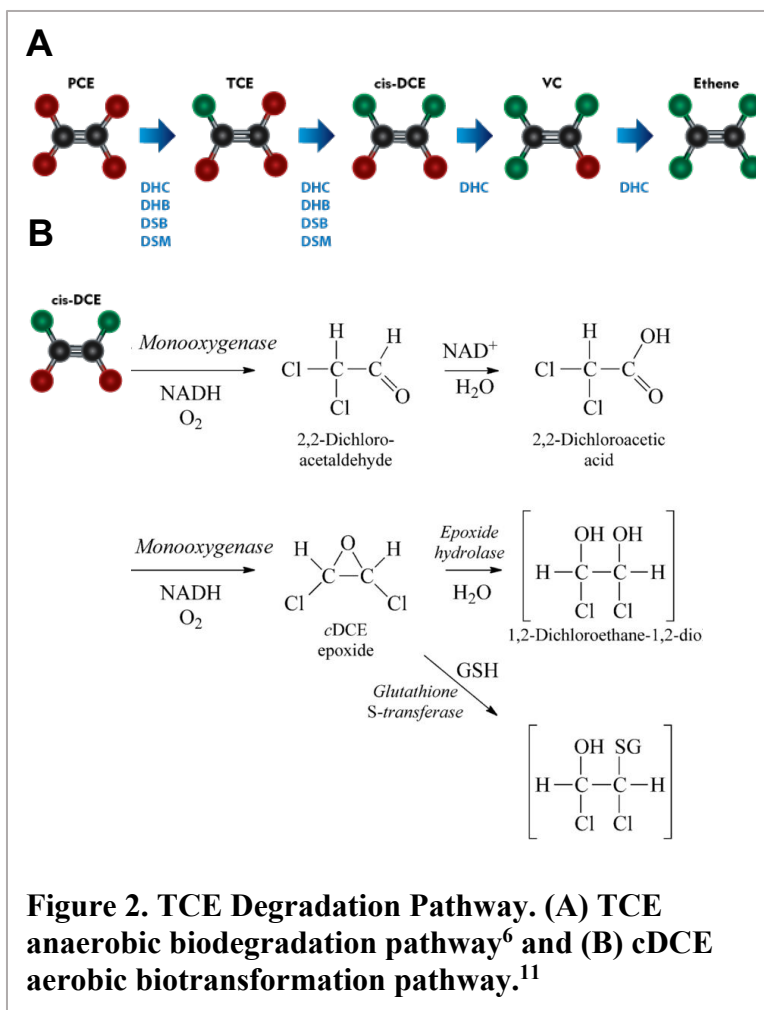 A
PCE TCE cis-DCE VC Ethene
DHC DHC DHC DHC
DHB DHB
DSB DSB
DSM DSM
B
cis-DCE
Monooxygenase
NADH
O2
H H
Cl C C
Cl O
2,2-Dichloro-
acetaldehyde
NAD+
H2O
H OH
Cl C C
Cl O
2,2-Dichloroacetic
acid
Monooxygenase
NADH
O2
H O H
C C
Cl Cl
cDCE
epoxide
Epoxide
hydrolase
H2O
OH OH
H C C H
Cl Cl
1,2-Dichloroethane-1,2-dio
GSH
Glutathione
S-transferase
OH SG
H C C H
Cl Cl
Figure 2. TCE Degradation Pathway. (A) TCE
anaerobic biodegradation pathway6 and (B) cDCE
aerobic biotransformation pathway.11